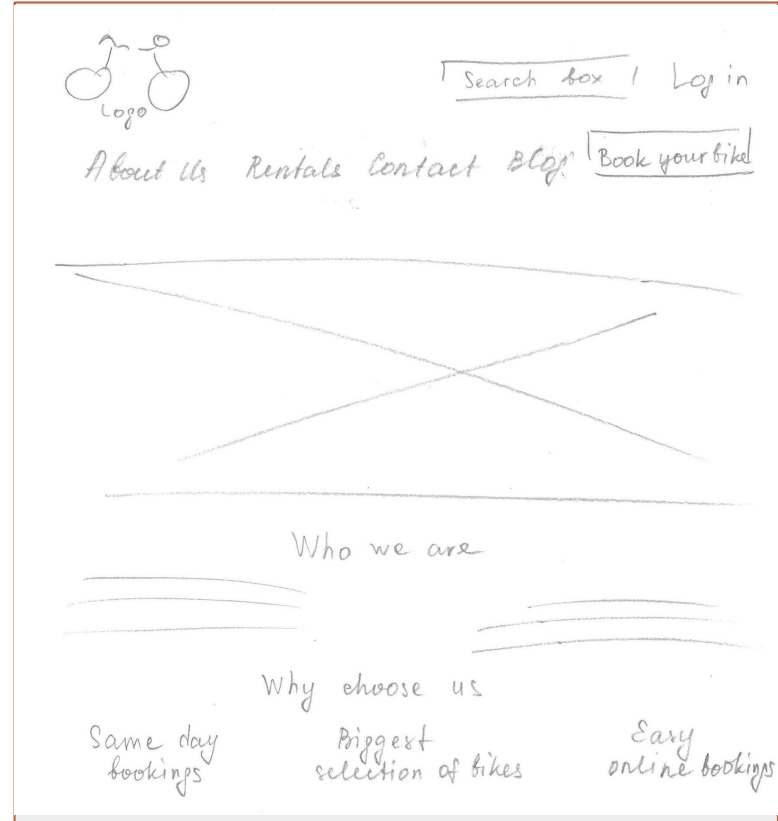 Search box Log in
Logo
About Us Rentals Contact Blog Book your bike
Who we are
Why choose us
Same day Biggest Easy
bookings selection of bikes online bookings